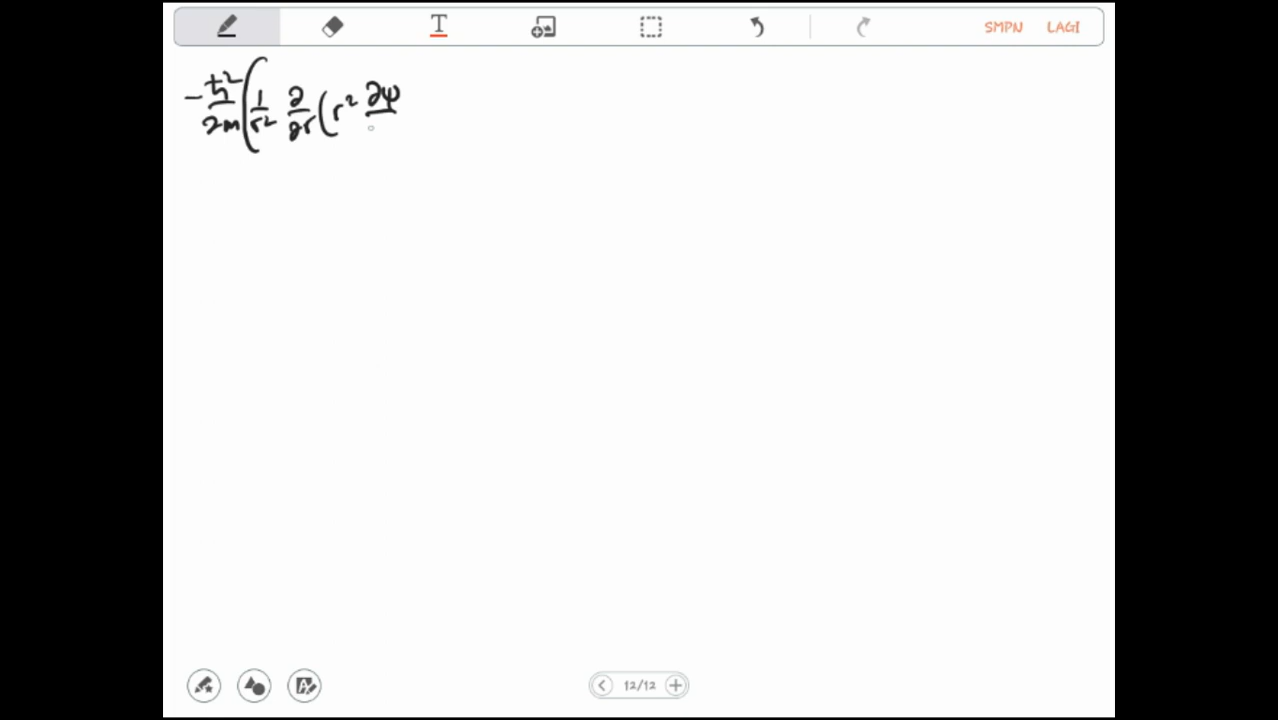 T SMPN LAGI
-ħ²/2m (1/r² ∂/∂r (r² ∂ψ/
12/12